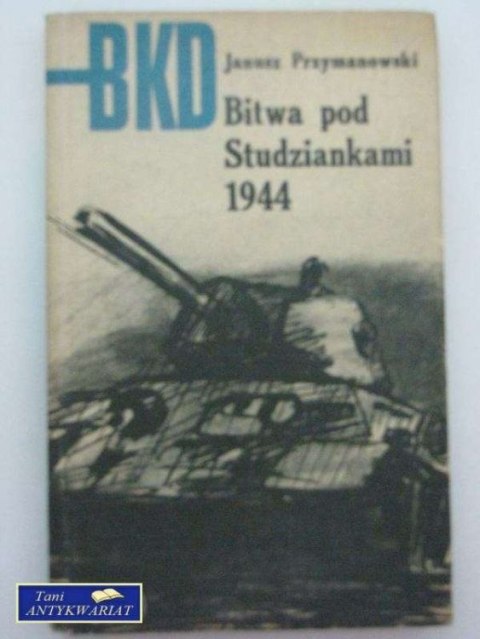 BKD
Janusz Przymanowski
Bitwa pod
Studziankami
1944
Tani
ANTYKWARIAT